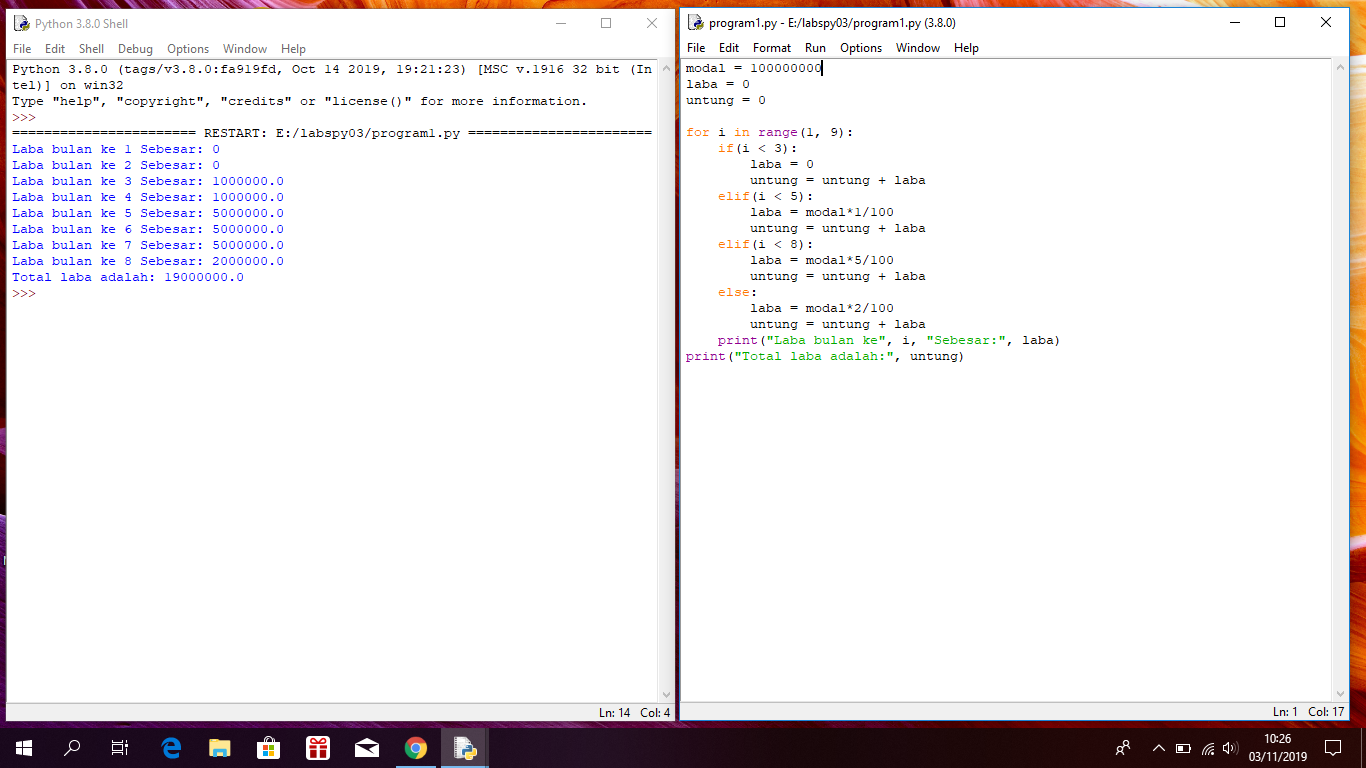 Python 3.8.0 Shell
File Edit Shell Debug Options Window Help
Python 3.8.0 (tags/v3.8.0:fa919fd, Oct 14 2019, 19:21:23) [MSC v.1916 32 bit (In
tel)] on win32
Type "help", "copyright", "credits" or "license()" for more information.
>>>
======================= RESTART: E:/labspy03/program1.py =======================
Laba bulan ke 1 Sebesar: 0
Laba bulan ke 2 Sebesar: 0
Laba bulan ke 3 Sebesar: 1000000.0
Laba bulan ke 4 Sebesar: 1000000.0
Laba bulan ke 5 Sebesar: 5000000.0
Laba bulan ke 6 Sebesar: 5000000.0
Laba bulan ke 7 Sebesar: 5000000.0
Laba bulan ke 8 Sebesar: 2000000.0
Total laba adalah: 19000000.0
>>>
Ln: 14 Col: 4
program1.py - E:/labspy03/program1.py (3.8.0)
File Edit Format Run Options Window Help
modal = 100000000
laba = 0
untung = 0
for i in range(1, 9):
    if(i < 3):
        laba = 0
        untung = untung + laba
    elif(i < 5):
        laba = modal*1/100
        untung = untung + laba
    elif(i < 8):
        laba = modal*5/100
        untung = untung + laba
    else:
        laba = modal*2/100
        untung = untung + laba
    print("Laba bulan ke", i, "Sebesar:", laba)
print("Total laba adalah:", untung)
Ln: 1 Col: 17
10:26
03/11/2019